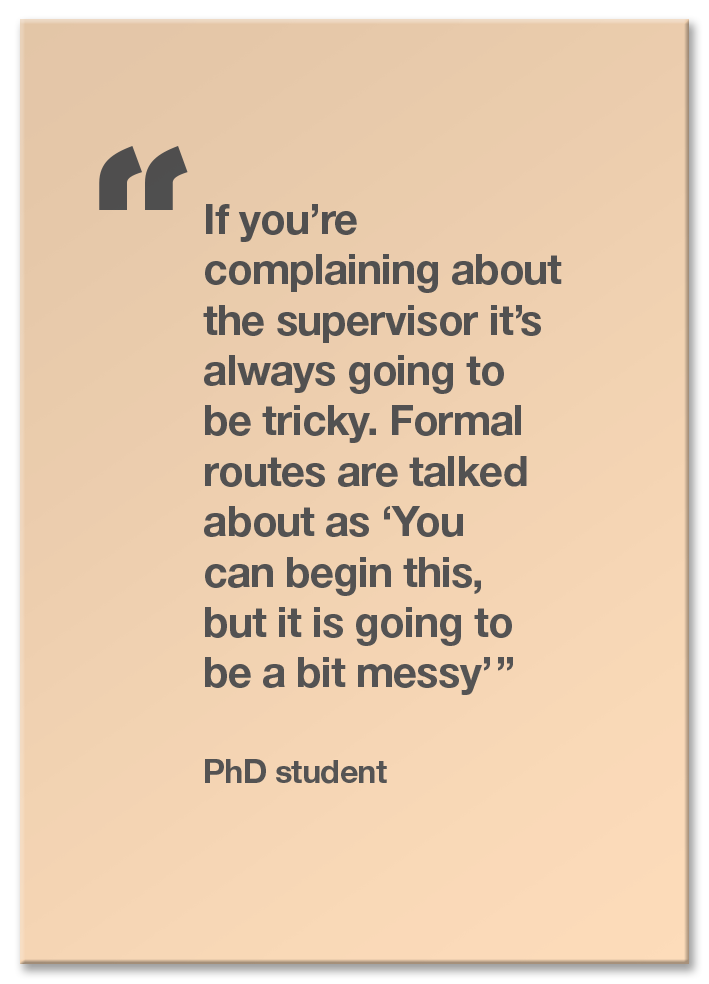 “If you’re
complaining about
the supervisor it’s
always going to
be tricky. Formal
routes are talked
about as ‘You
can begin this,
but it is going to
be a bit messy’”
PhD student